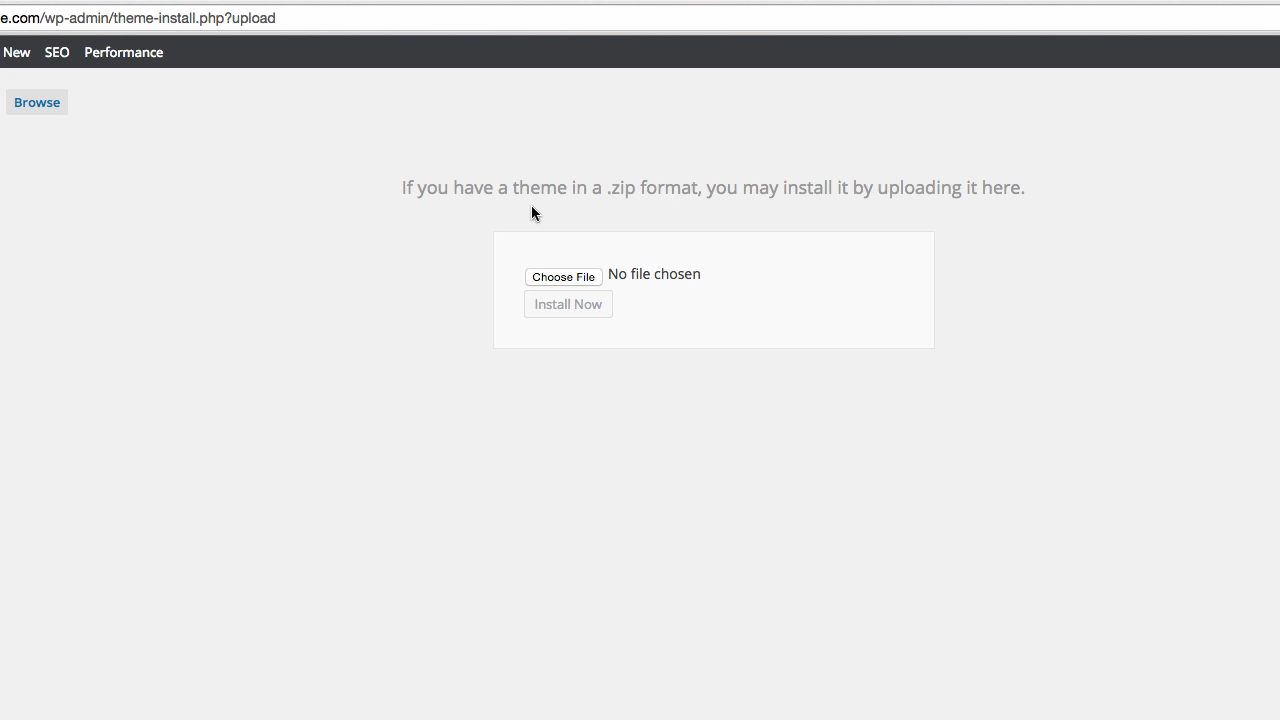 e.com/wp-admin/theme-install.php?upload
New SEO Performance
Browse
If you have a theme in a .zip format, you may install it by uploading it here.
Choose File No file chosen
Install Now